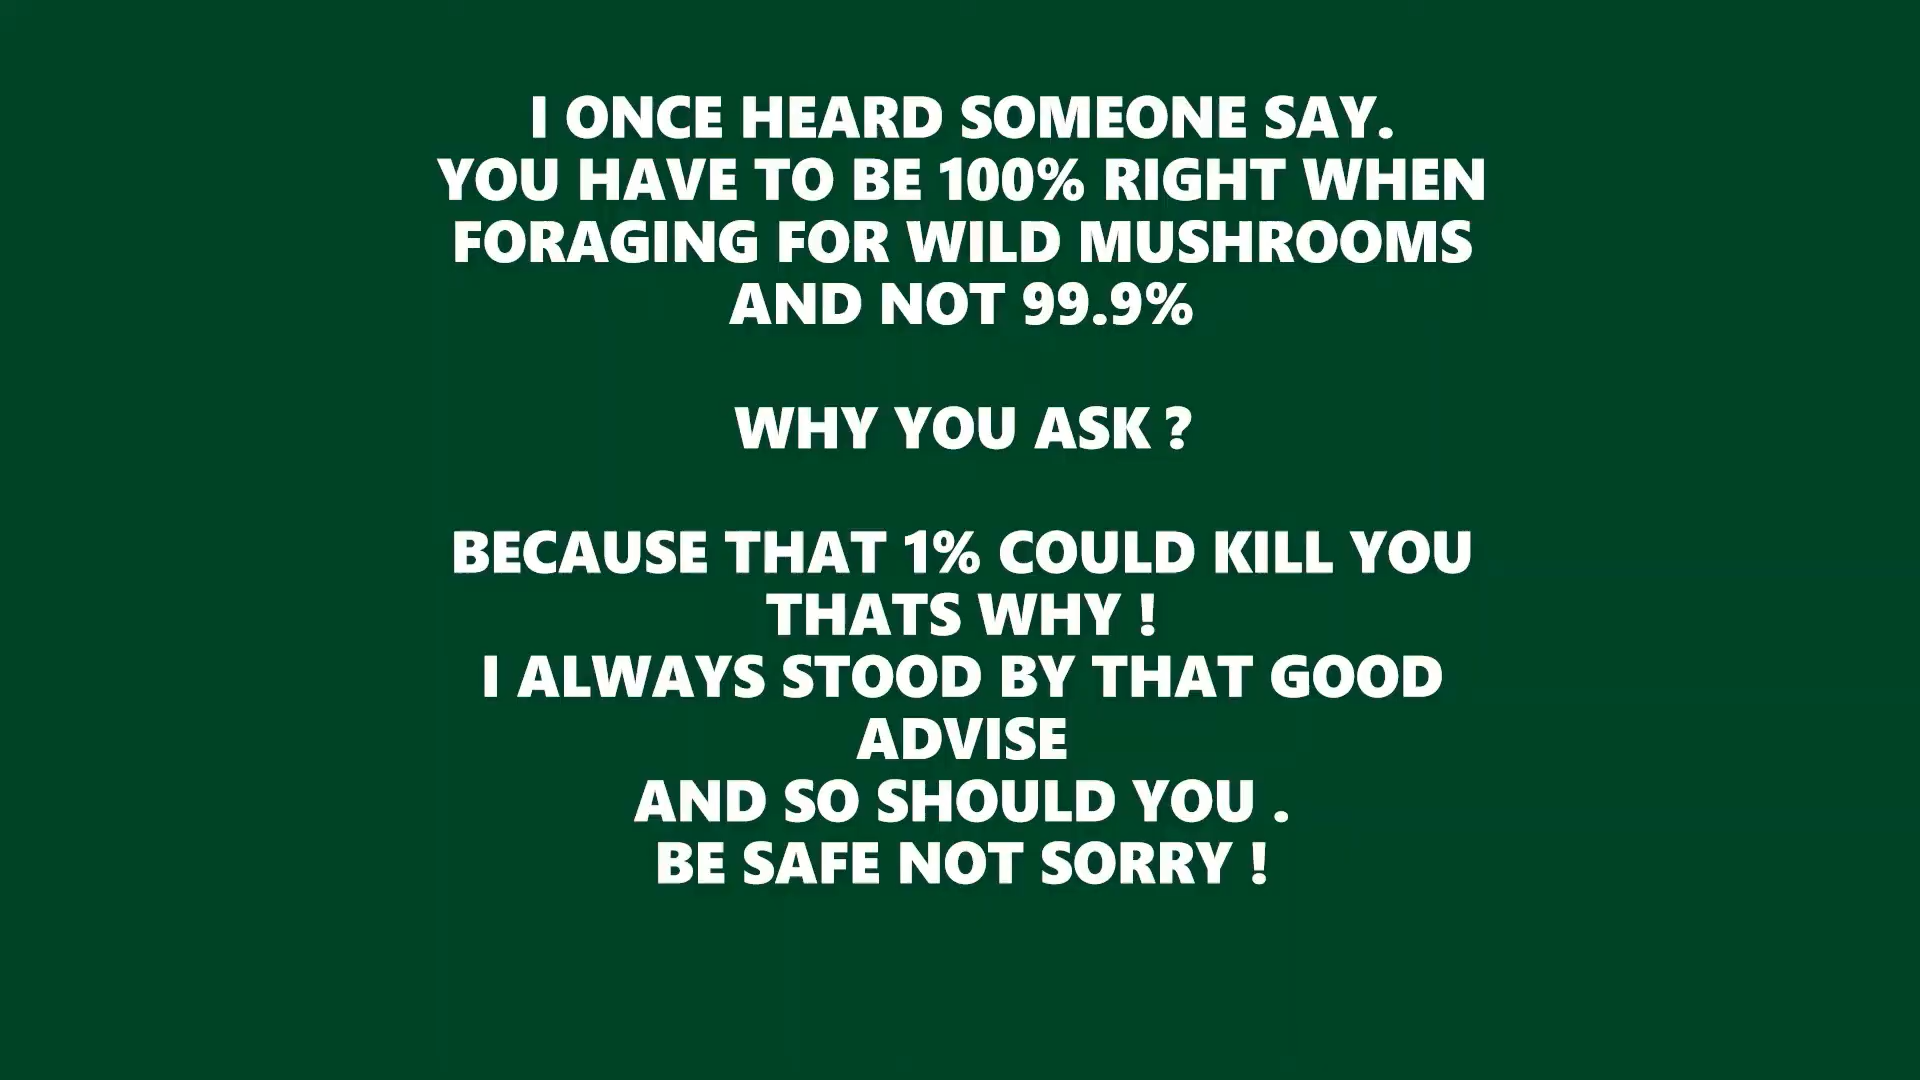 I ONCE HEARD SOMEONE SAY.
YOU HAVE TO BE 100% RIGHT WHEN
FORAGING FOR WILD MUSHROOMS
AND NOT 99.9%
WHY YOU ASK ?
BECAUSE THAT 1% COULD KILL YOU
THATS WHY !
I ALWAYS STOOD BY THAT GOOD
ADVISE
AND SO SHOULD YOU .
BE SAFE NOT SORRY !